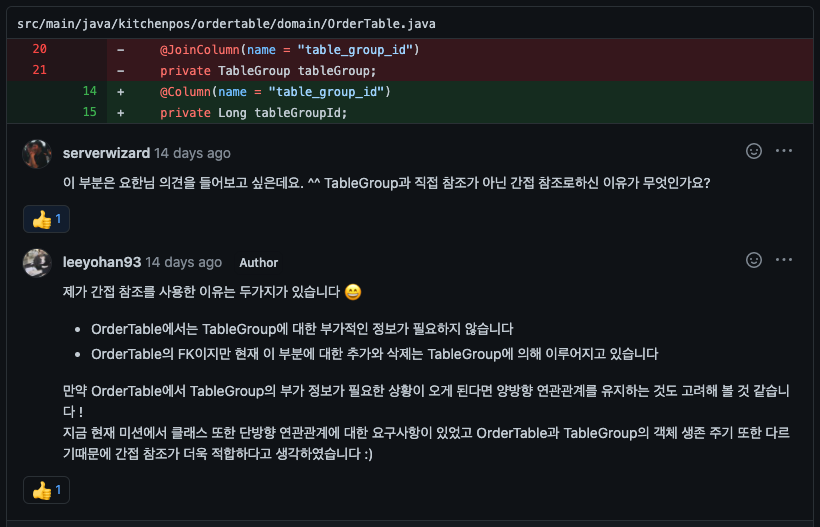 src/main/java/kitchenpos/ordertable/domain/OrderTable.java
20 - @JoinColumn(name = "table_group_id")
21 - private TableGroup tableGroup;
14 + @Column(name = "table_group_id")
15 + private Long tableGroupId;
serverwizard 14 days ago
이 부분은 요한님 의견을 들어보고 싶은데요. ^^ TableGroup과 직접 참조가 아닌 간접 참조로하신 이유가 무엇인가요?
👍 1
leeyohan93 14 days ago Author
제가 간접 참조를 사용한 이유는 두가지가 있습니다 😄
• OrderTable에서는 TableGroup에 대한 부가적인 정보가 필요하지 않습니다
• OrderTable의 FK이지만 현재 이 부분에 대한 추가와 삭제는 TableGroup에 의해 이루어지고 있습니다
만약 OrderTable에서 TableGroup의 부가 정보가 필요한 상황이 오게 된다면 양방향 연관관계를 유지하는 것도 고려해 볼 것 같습니
다 !
지금 현재 미션에서 클래스 또한 단방향 연관관계에 대한 요구사항이 있었고 OrderTable과 TableGroup의 객체 생존 주기 또한 다르
기때문에 간접 참조가 더욱 적합하다고 생각하였습니다 :)
👍 1